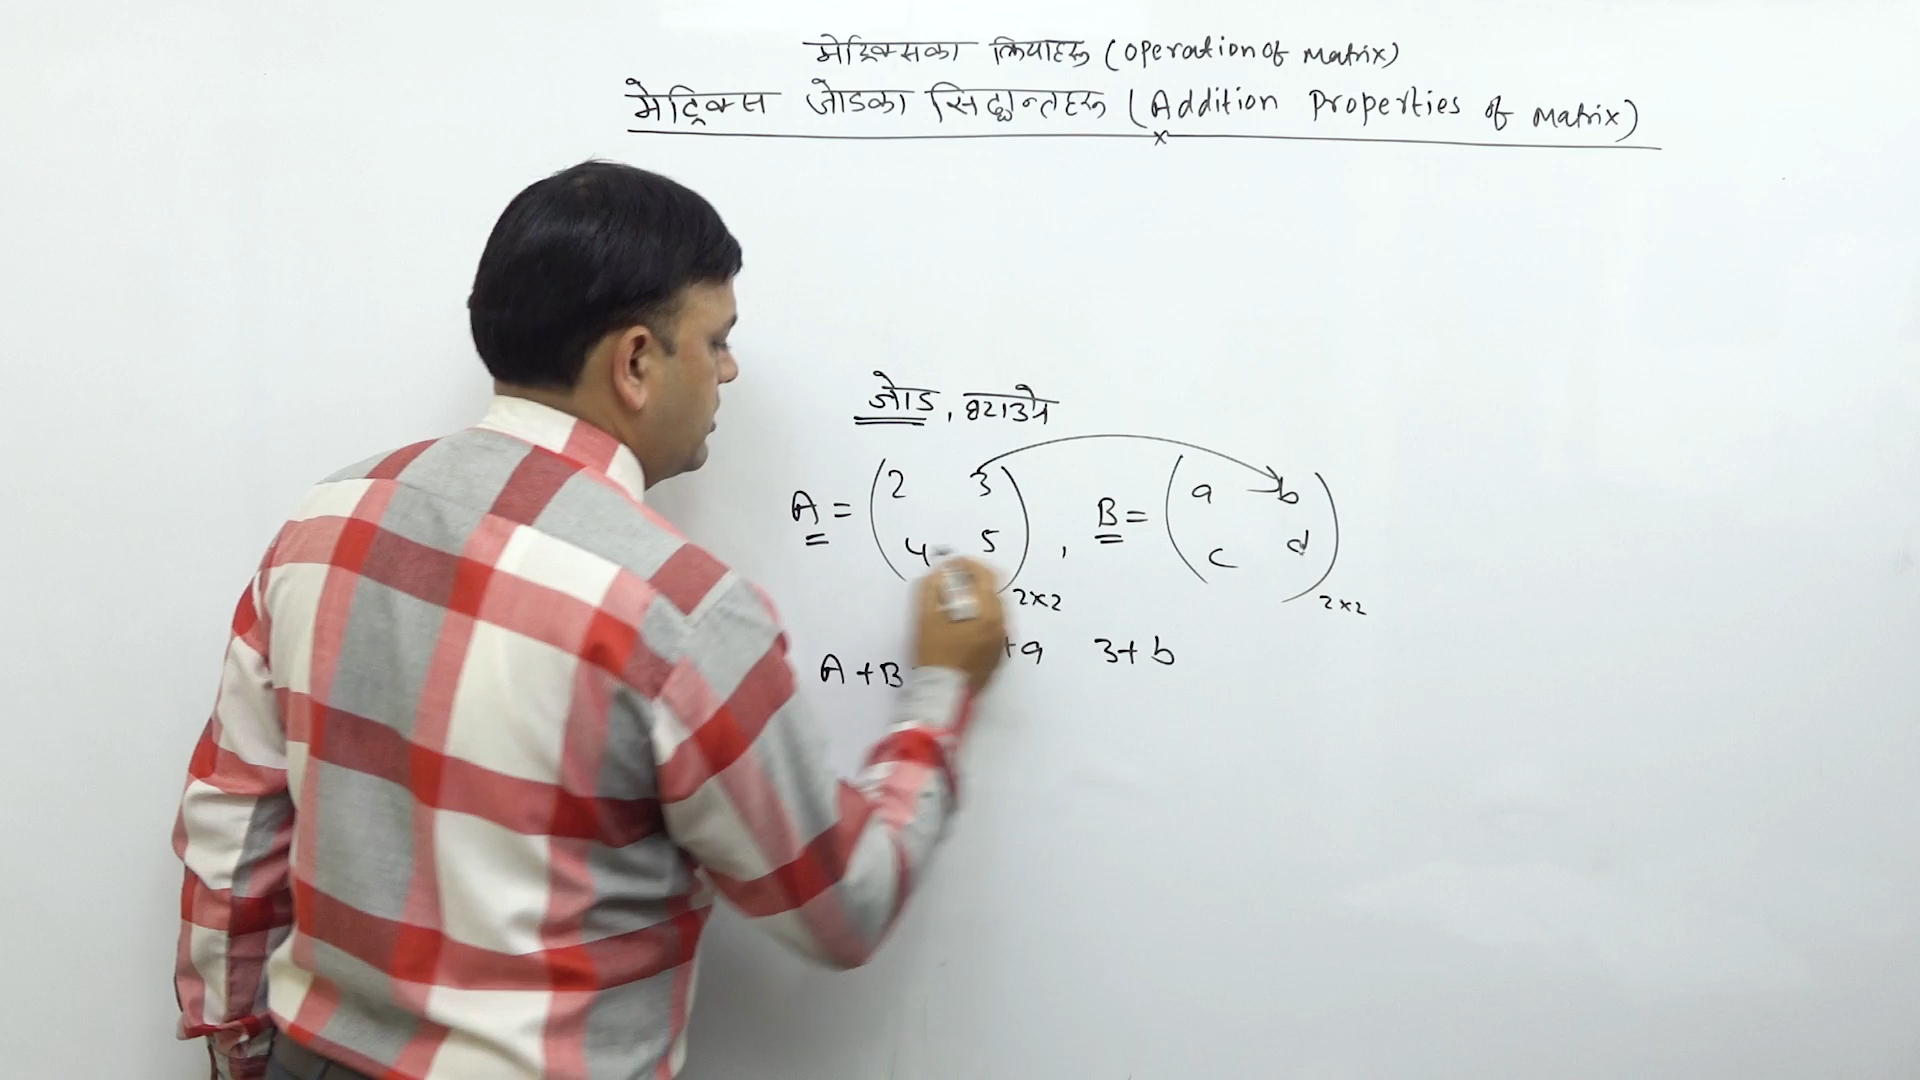 मेट्रिक्सका क्रियाहरू (operation of matrix)
मेट्रिक्स जोडका सिद्धान्तहरू (Addition Properties of matrix)
x
जोड, घटाउने
A = (2 3
4 5) 2×2 , B = (a b
c d) 2×2
A+B +a 3+b